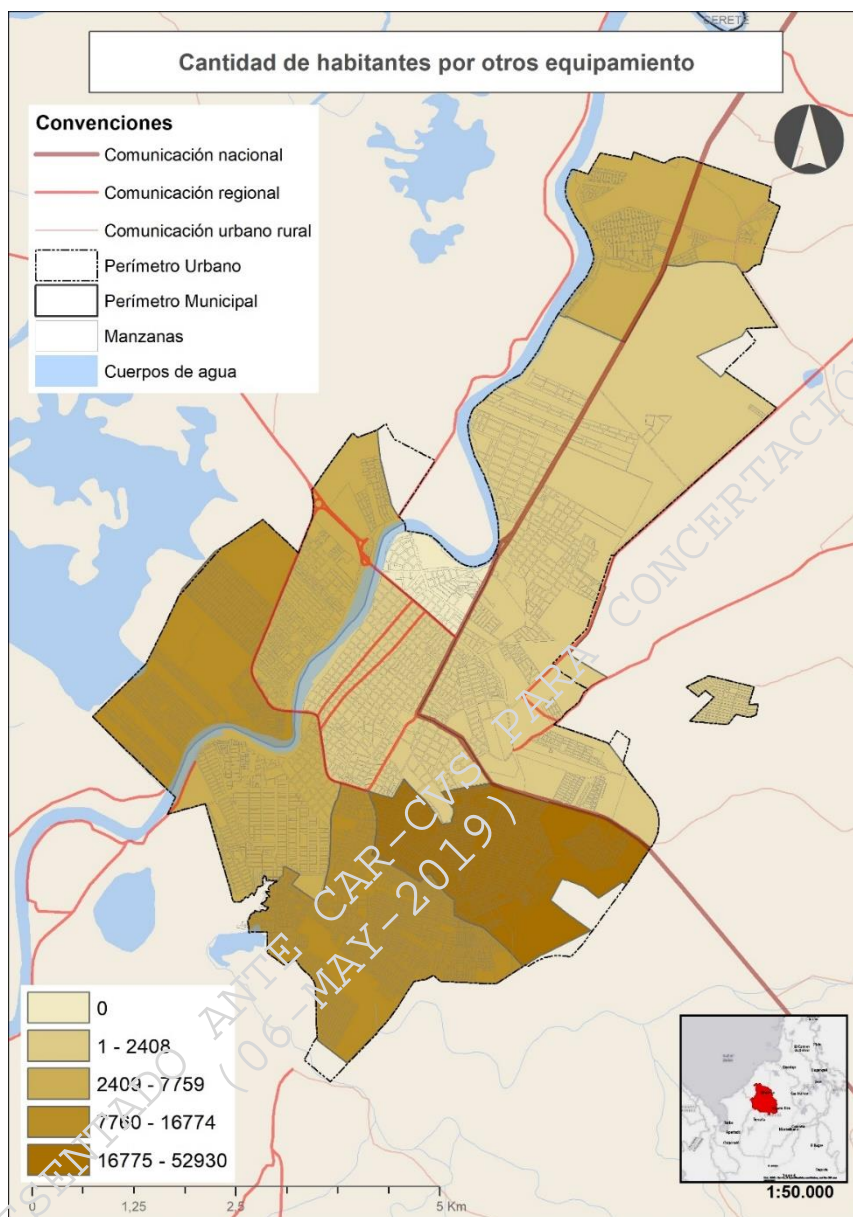 CERETÉ
Cantidad de habitantes por otros equipamiento
Convenciones
Comunicación nacional
Comunicación regional
Comunicación urbano rural
Perímetro Urbano
Perímetro Municipal
Manzanas
Cuerpos de agua
SENTADO ANTE CAR-CVS PARA CONCERTACIÓ
(06-MAY-2019)
0
1 - 2408
2409 - 7759
7760 - 16774
16775 - 52930
0 1,25 2,5 5 Km
1:50.000